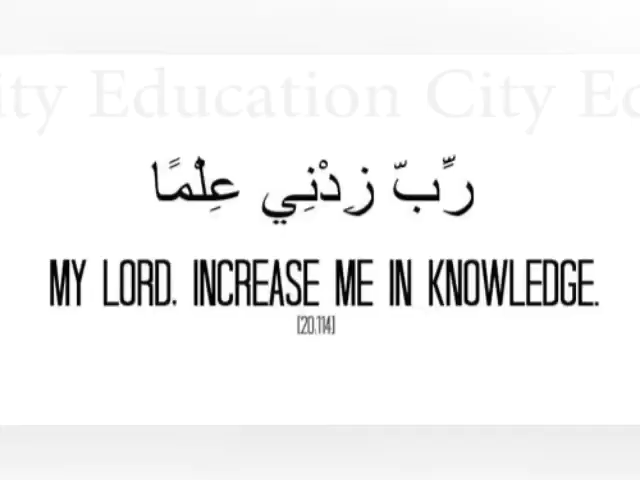 ity Education City Ed
رِّبّ زِدْنِي عِلْمًا
MY LORD, INCREASE ME IN KNOWLEDGE.
[20,114]